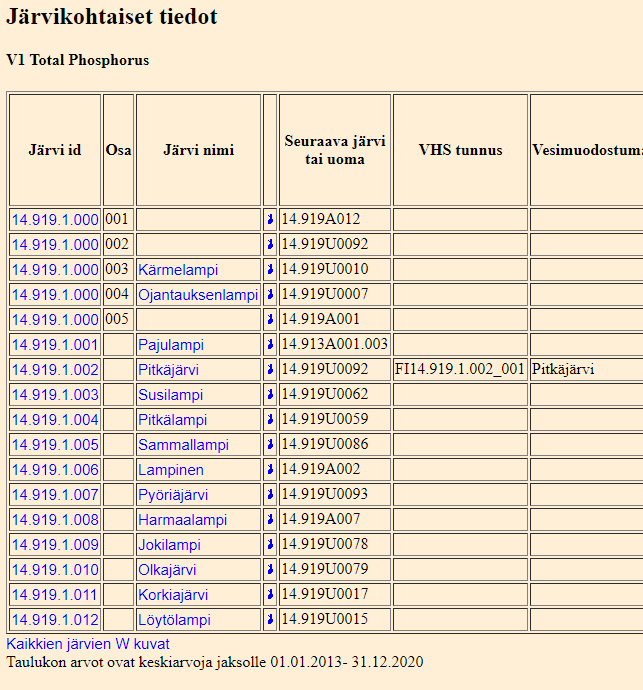 Järvikohtaiset tiedot
V1 Total Phosphorus
Järvi id Osa Järvi nimi Seuraava järvi tai uoma VHS tunnus Vesimuodostuma
14.919.1.000 001 14.919A012
14.919.1.000 002 14.919U0092
14.919.1.000 003 Kärmelampi 14.919U0010
14.919.1.000 004 Ojantauksenlampi 14.919U0007
14.919.1.000 005 14.919A001
14.919.1.001 Pajulampi 14.913A001.003
14.919.1.002 Pitkäjärvi 14.919U0092 FI14.919.1.002_001 Pitkäjärvi
14.919.1.003 Susilampi 14.919U0062
14.919.1.004 Pitkälampi 14.919U0059
14.919.1.005 Sammallampi 14.919U0086
14.919.1.006 Lampinen 14.919A002
14.919.1.007 Pyöriäjärvi 14.919U0093
14.919.1.008 Harmaalampi 14.919A007
14.919.1.009 Jokilampi 14.919U0078
14.919.1.010 Olkajärvi 14.919U0079
14.919.1.011 Korkiajärvi 14.919U0017
14.919.1.012 Löytölampi 14.919U0015
Kaikkien järvien W kuvat
Taulukon arvot ovat keskiarvoja jaksolle 01.01.2013- 31.12.2020